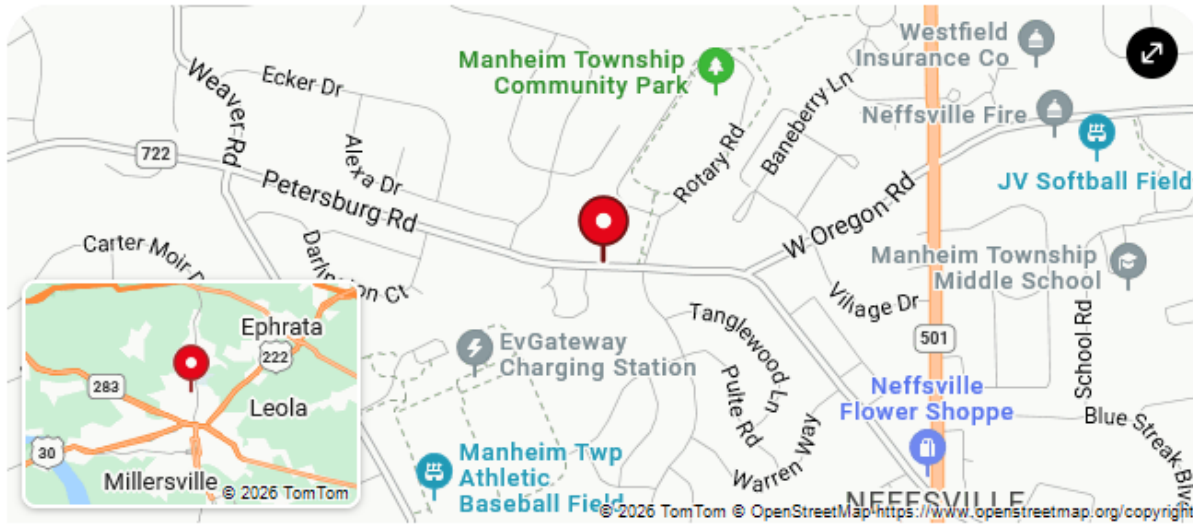 Westfield
Insurance Co
Manheim Township
Community Park
Weaver Rd
Ecker Dr
Neffsville Fire
Baneberry Ln
722
Alexa Dr
Rotary Rd
JV Softball Field
Petersburg Rd
W Oregon Rd
Carter Moir
Darlington Ct
Manheim Township
Middle School
Village Dr
Tanglewood Ln
501
School Rd
EvGateway
Charging Station
Pulte Rd
Neffsville
Flower Shoppe
Blue Streak Blv
Warren Way
Manheim Twp
Athletic
Baseball Field
NEFFSVILLE
Ephrata
222
283
Leola
30
Millersville
© 2026 TomTom
© 2026 TomTom © OpenStreetMap-https://www.openstreetmap.org/copyright